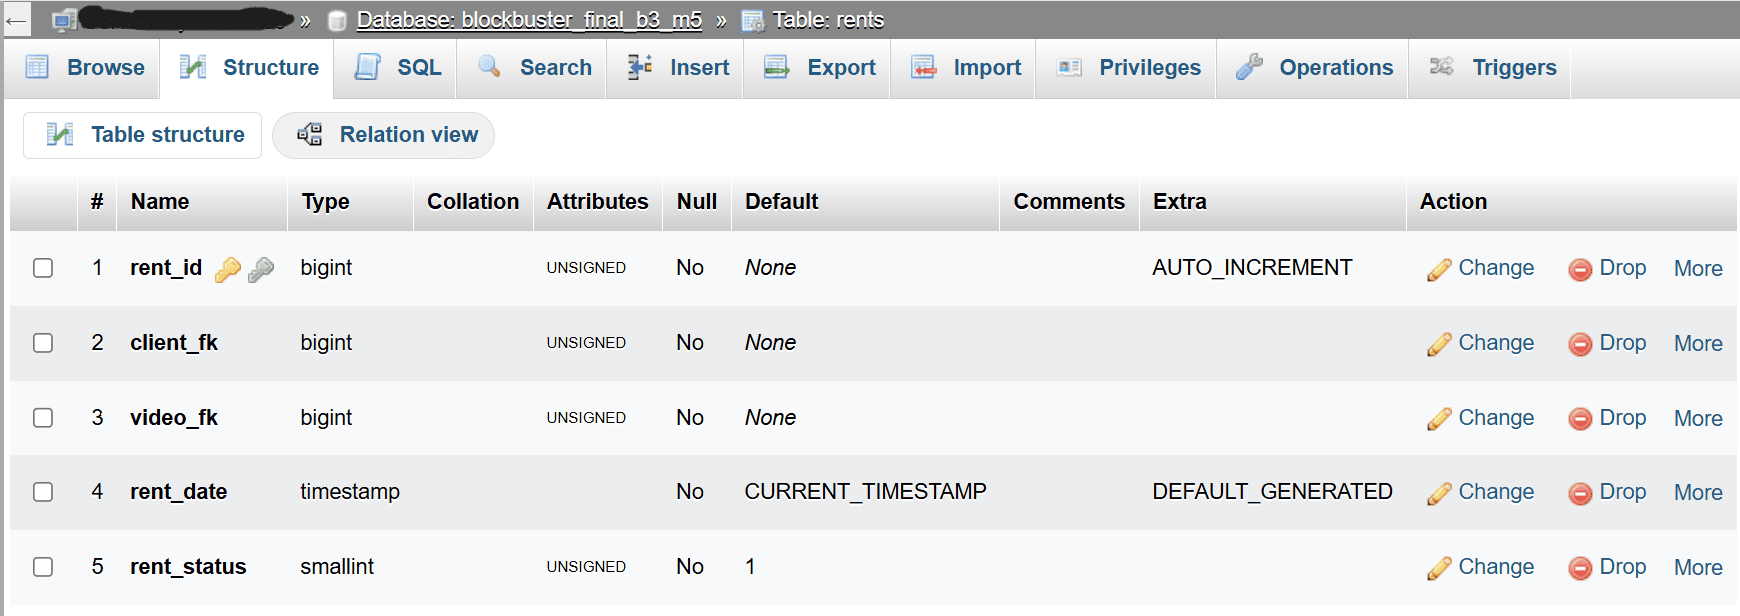 ← » Database: blockbuster_final_b3_m5 » Table: rents
Browse Structure SQL Search Insert Export Import Privileges Operations Triggers
Table structure Relation view
# Name Type Collation Attributes Null Default Comments Extra Action
1 rent_id bigint UNSIGNED No None AUTO_INCREMENT Change Drop More
2 client_fk bigint UNSIGNED No None Change Drop More
3 video_fk bigint UNSIGNED No None Change Drop More
4 rent_date timestamp No CURRENT_TIMESTAMP DEFAULT_GENERATED Change Drop More
5 rent_status smallint UNSIGNED No 1 Change Drop More